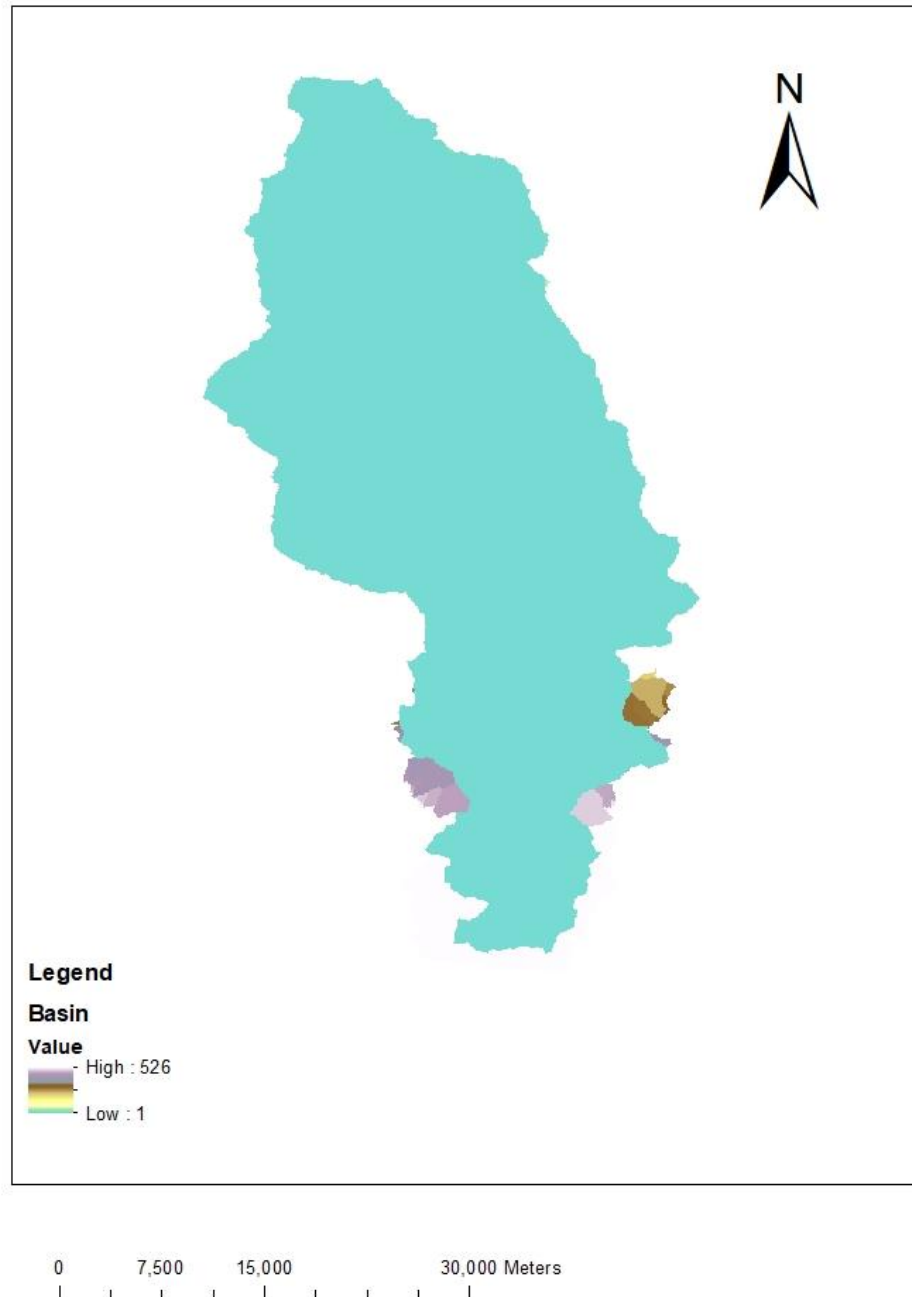 N
Legend
Basin
Value
High : 526
Low : 1
0 7,500 15,000 30,000 Meters